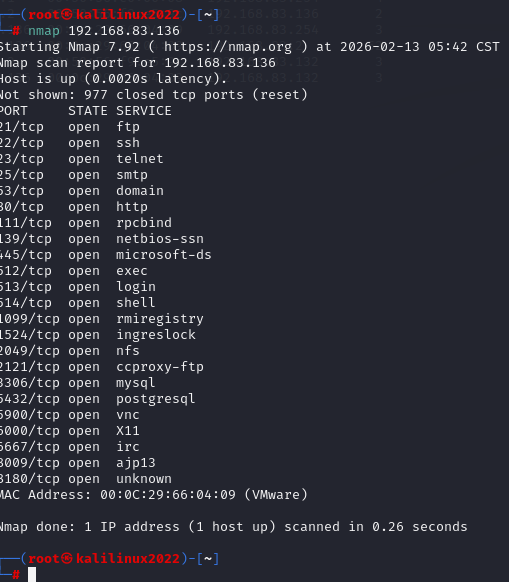 ┌──(root㉿kalilinux2022)-[~]
└─# nmap 192.168.83.136
Starting Nmap 7.92 ( https://nmap.org ) at 2026-02-13 05:42 CST
Nmap scan report for 192.168.83.136
Host is up (0.0020s latency).
Not shown: 977 closed tcp ports (reset)
PORT     STATE SERVICE
21/tcp   open  ftp
22/tcp   open  ssh
23/tcp   open  telnet
25/tcp   open  smtp
53/tcp   open  domain
80/tcp   open  http
111/tcp  open  rpcbind
139/tcp  open  netbios-ssn
445/tcp  open  microsoft-ds
512/tcp  open  exec
513/tcp  open  login
514/tcp  open  shell
1099/tcp open  rmiregistry
1524/tcp open  ingreslock
2049/tcp open  nfs
2121/tcp open  ccproxy-ftp
3306/tcp open  mysql
5432/tcp open  postgresql
5900/tcp open  vnc
6000/tcp open  X11
6667/tcp open  irc
8009/tcp open  ajp13
8180/tcp open  unknown
MAC Address: 00:0C:29:66:04:09 (VMware)
Nmap done: 1 IP address (1 host up) scanned in 0.26 seconds
┌──(root㉿kalilinux2022)-[~]
└─#